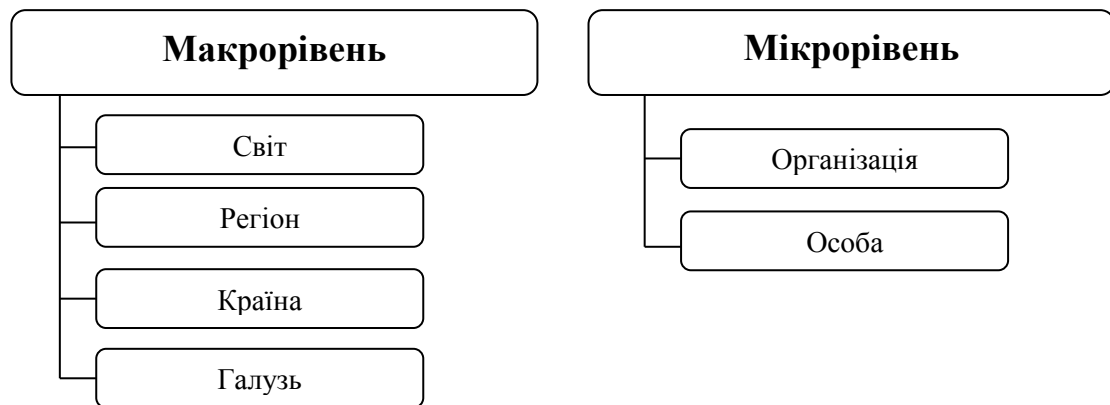 Макрорівень
Світ
Регіон
Країна
Галузь
Мікрорівень
Організація
Особа